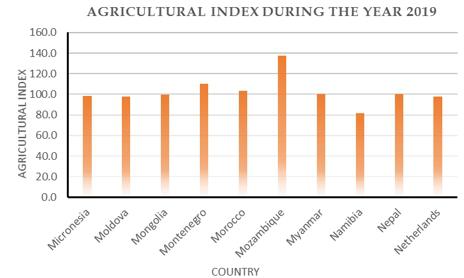 AGRICULTURAL INDEX DURING THE YEAR 2019
160.0
140.0
120.0
100.0
80.0
60.0
40.0
20.0
0.0
AGRICULTURAL INDEX
Micronesia
Moldova
Mongolia
Montenegro
Morocco
Mozambique
Myanmar
Namibia
Nepal
Netherlands
COUNTRY